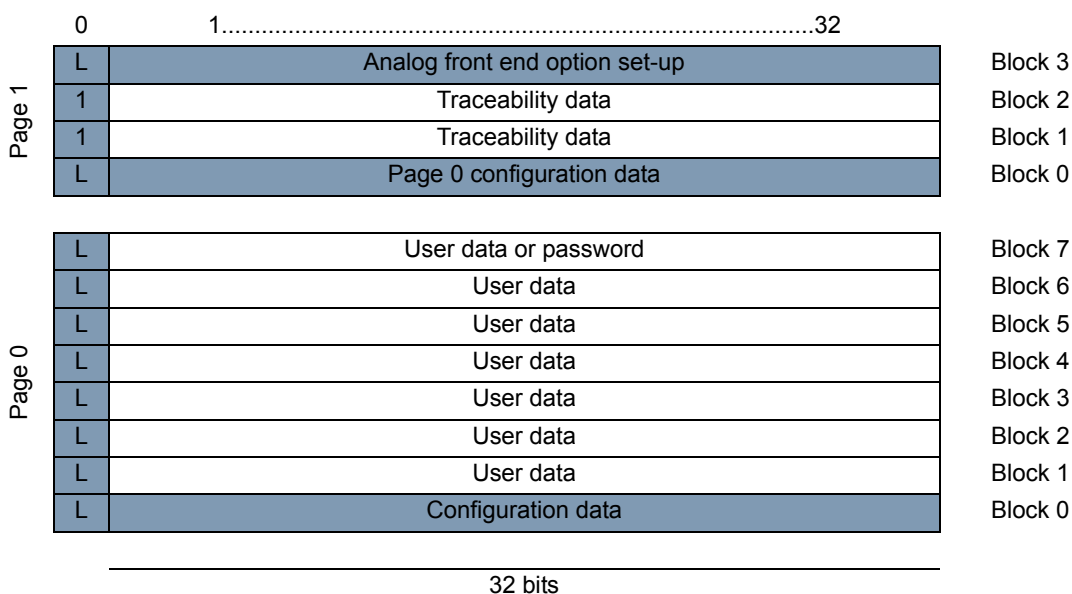 0 1..........................................................................................32
L Analog front end option set-up Block 3
1 Traceability data Block 2
1 Traceability data Block 1
L Page 0 configuration data Block 0
Page 1
L User data or password Block 7
L User data Block 6
L User data Block 5
L User data Block 4
L User data Block 3
L User data Block 2
L User data Block 1
L Configuration data Block 0
Page 0
32 bits